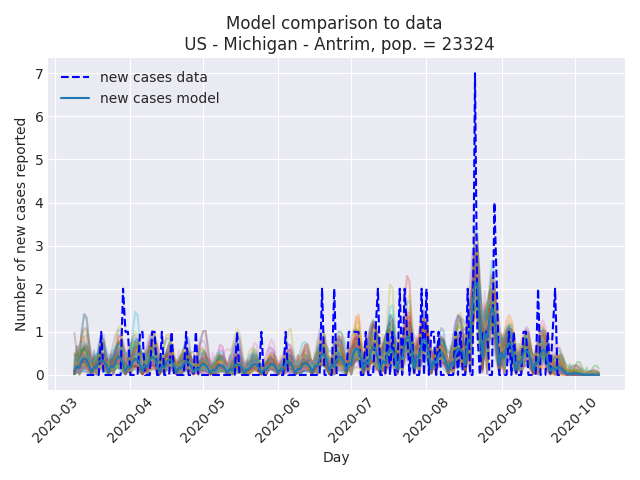 Model comparison to data
US - Michigan - Antrim, pop. = 23324
new cases data
new cases model
Number of new cases reported
7
6
5
4
3
2
1
0
2020-03
2020-04
2020-05
2020-06
2020-07
2020-08
2020-09
2020-10
Day